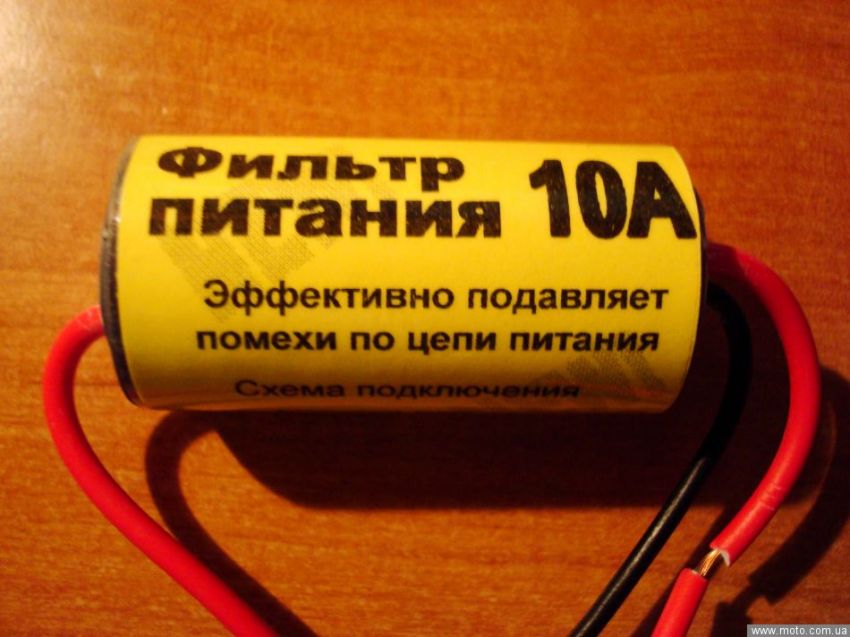 Фильтр
питания 10А
Эффективно подавляет
помехи по цепи питания
Схема подключения
www.moto.com.ua